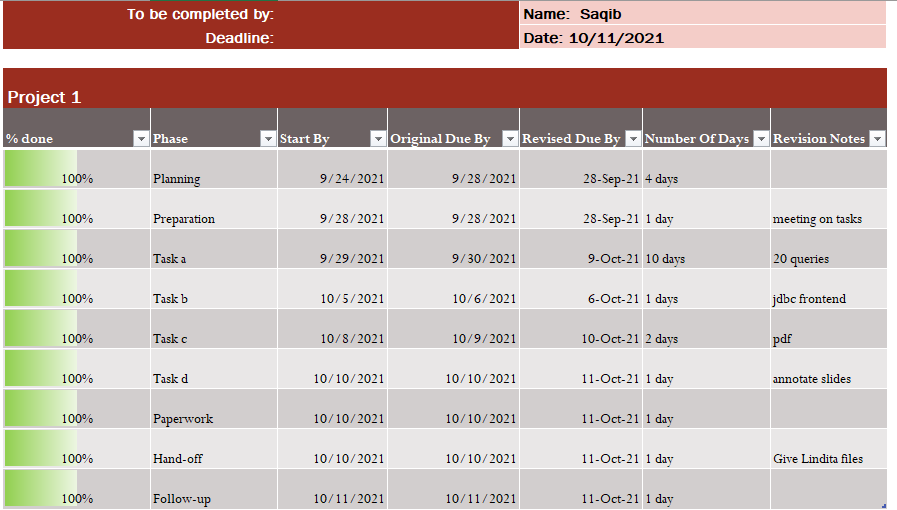 To be completed by: Name: Saqib
Deadline: Date: 10/11/2021
Project 1
% done Phase Start By Original Due By Revised Due By Number Of Days Revision Notes
100% Planning 9/24/2021 9/28/2021 28-Sep-21 4 days
100% Preparation 9/28/2021 9/28/2021 28-Sep-21 1 day meeting on tasks
100% Task a 9/29/2021 9/30/2021 9-Oct-21 10 days 20 queries
100% Task b 10/5/2021 10/6/2021 6-Oct-21 1 days jdbc frontend
100% Task c 10/8/2021 10/9/2021 10-Oct-21 2 days pdf
100% Task d 10/10/2021 10/10/2021 11-Oct-21 1 day annotate slides
100% Paperwork 10/10/2021 10/10/2021 11-Oct-21 1 day
100% Hand-off 10/10/2021 10/10/2021 11-Oct-21 1 day Give Lindita files
100% Follow-up 10/11/2021 10/11/2021 11-Oct-21 1 day